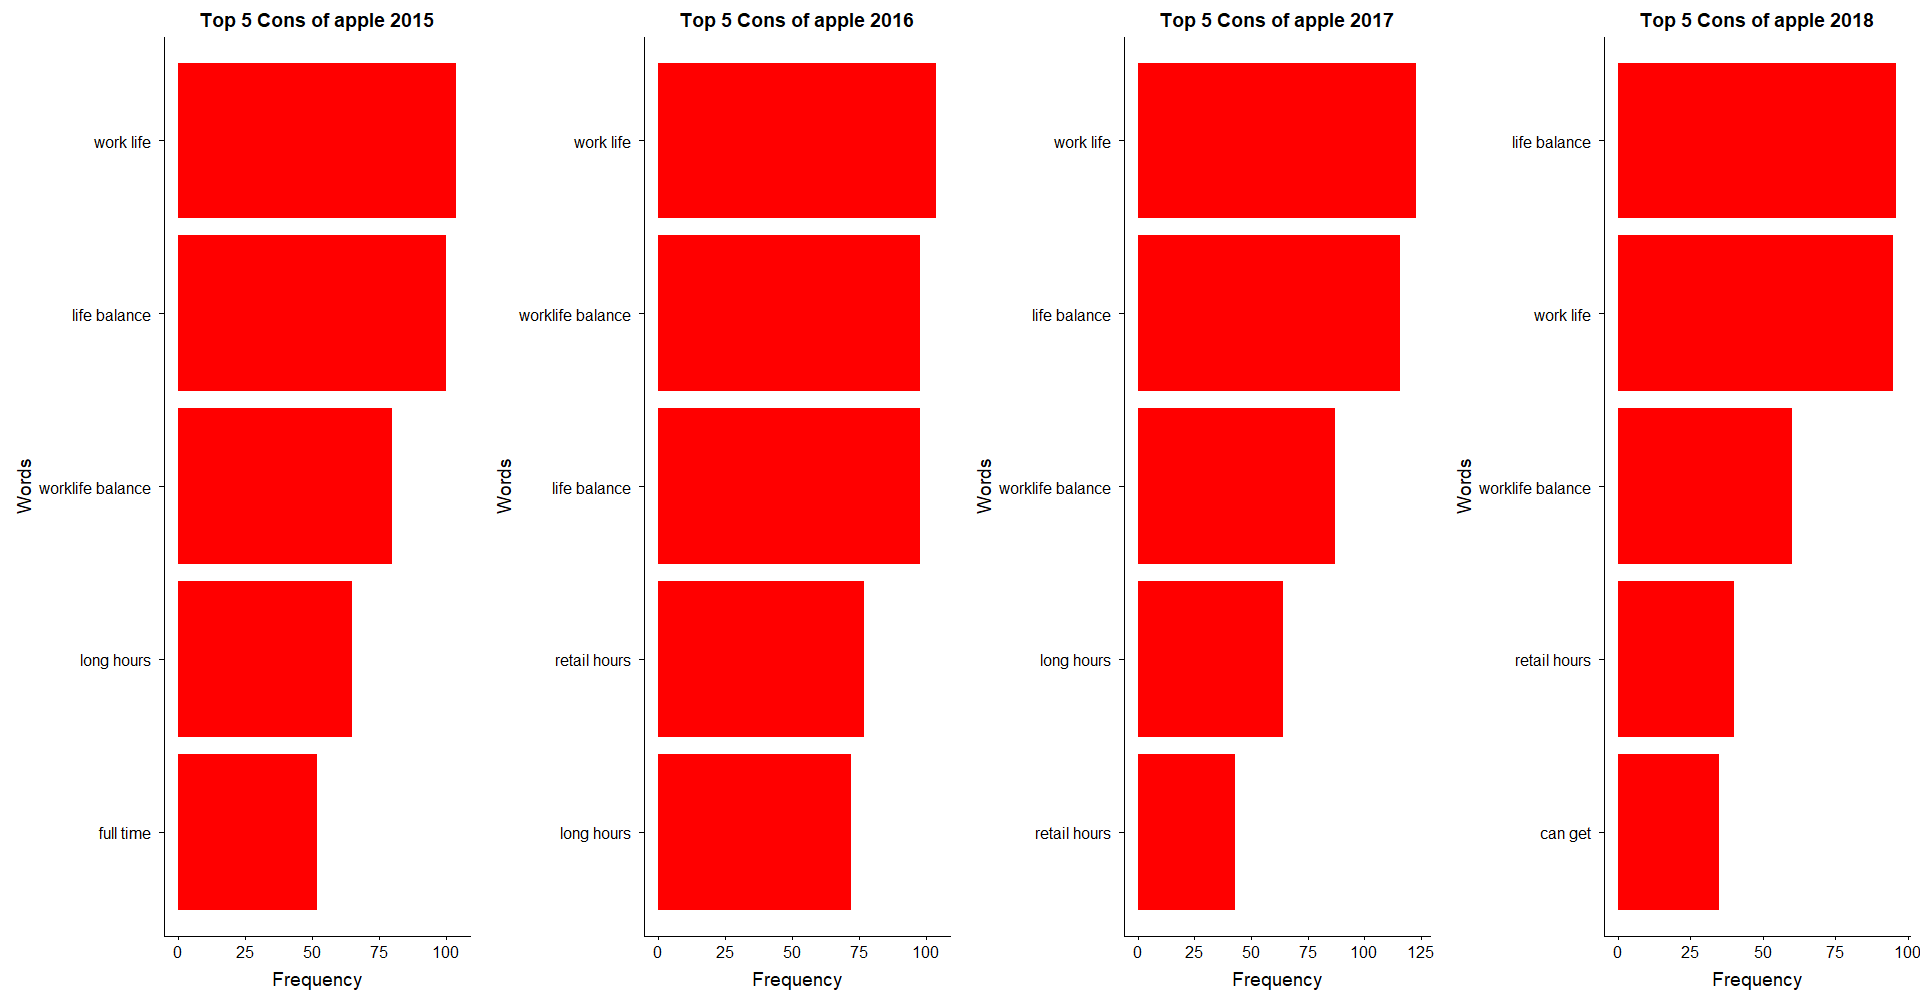 Top 5 Cons of apple 2015
work life
life balance
worklife balance
long hours
full time
Words
0 25 50 75 100
Frequency
Top 5 Cons of apple 2016
work life
worklife balance
life balance
retail hours
long hours
Words
0 25 50 75 100
Frequency
Top 5 Cons of apple 2017
work life
life balance
worklife balance
long hours
retail hours
Words
0 25 50 75 100 125
Frequency
Top 5 Cons of apple 2018
life balance
work life
worklife balance
retail hours
can get
Words
0 25 50 75 100
Frequency